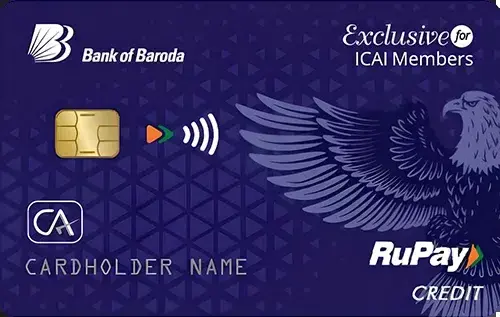 Bank of Baroda
Exclusive for
ICAI Members
CA
CARDHOLDER NAME
RuPay
CREDIT